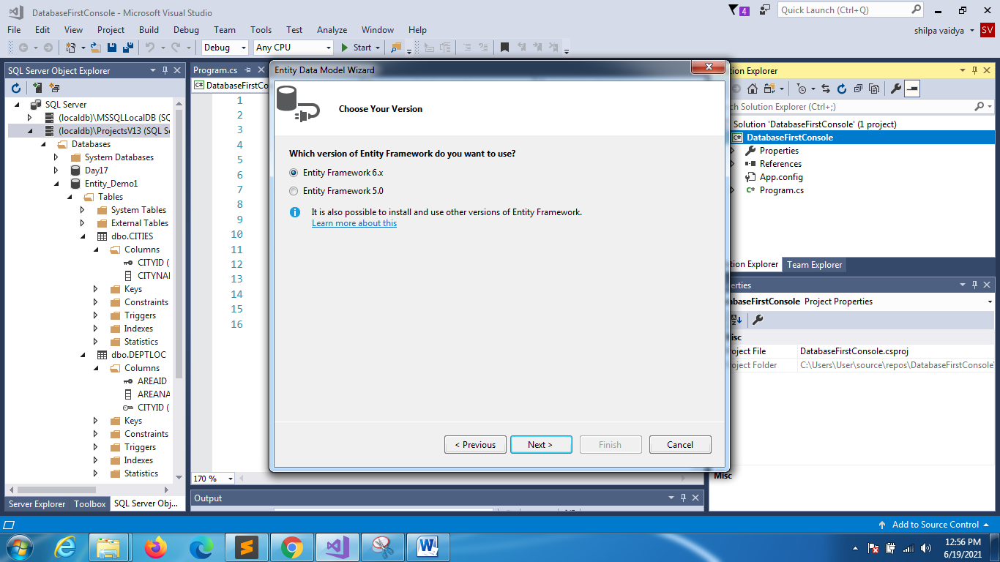 DatabaseFirstConsole - Microsoft Visual Studio
4
Quick Launch (Ctrl+Q)
File Edit View Project Build Debug Team Tools Test Analyze Window Help
shilpa vaidya SV
Debug Any CPU Start
SQL Server Object Explorer
SQL Server
(localdb)\MSSQLLocalDB (SQ
(localdb)\ProjectsV13 (SQL Se
Databases
System Databases
Day17
Entity_Demo1
Tables
System Tables
External Tables
dbo.CITIES
Columns
CITYID (
CITYNAI
Keys
Constraints
Triggers
Indexes
Statistics
dbo.DEPTLOC
Columns
AREAID
AREANA
CITYID (
Keys
Constraints
Triggers
Indexes
Statistics
Server Explorer Toolbox SQL Server Obj...
Program.cs
C# DatabaseFirstCo
1
2
3
4
5
6
7
8
9
10
11
12
13
14
15
16
170 %
Output
Entity Data Model Wizard
Choose Your Version
Which version of Entity Framework do you want to use?
Entity Framework 6.x
Entity Framework 5.0
It is also possible to install and use other versions of Entity Framework.
Learn more about this
< Previous Next > Finish Cancel
tion Explorer
ch Solution Explorer (Ctrl+;)
Solution 'DatabaseFirstConsole' (1 project)
C# DatabaseFirstConsole
Properties
References
App.config
C# Program.cs
tion Explorer Team Explorer
erties
abaseFirstConsole Project Properties
isc
oject File DatabaseFirstConsole.csproj
oject Folder C:\Users\User\source\repos\DatabaseFirstConsole\
Misc
Add to Source Control
12:56 PM
6/19/2021